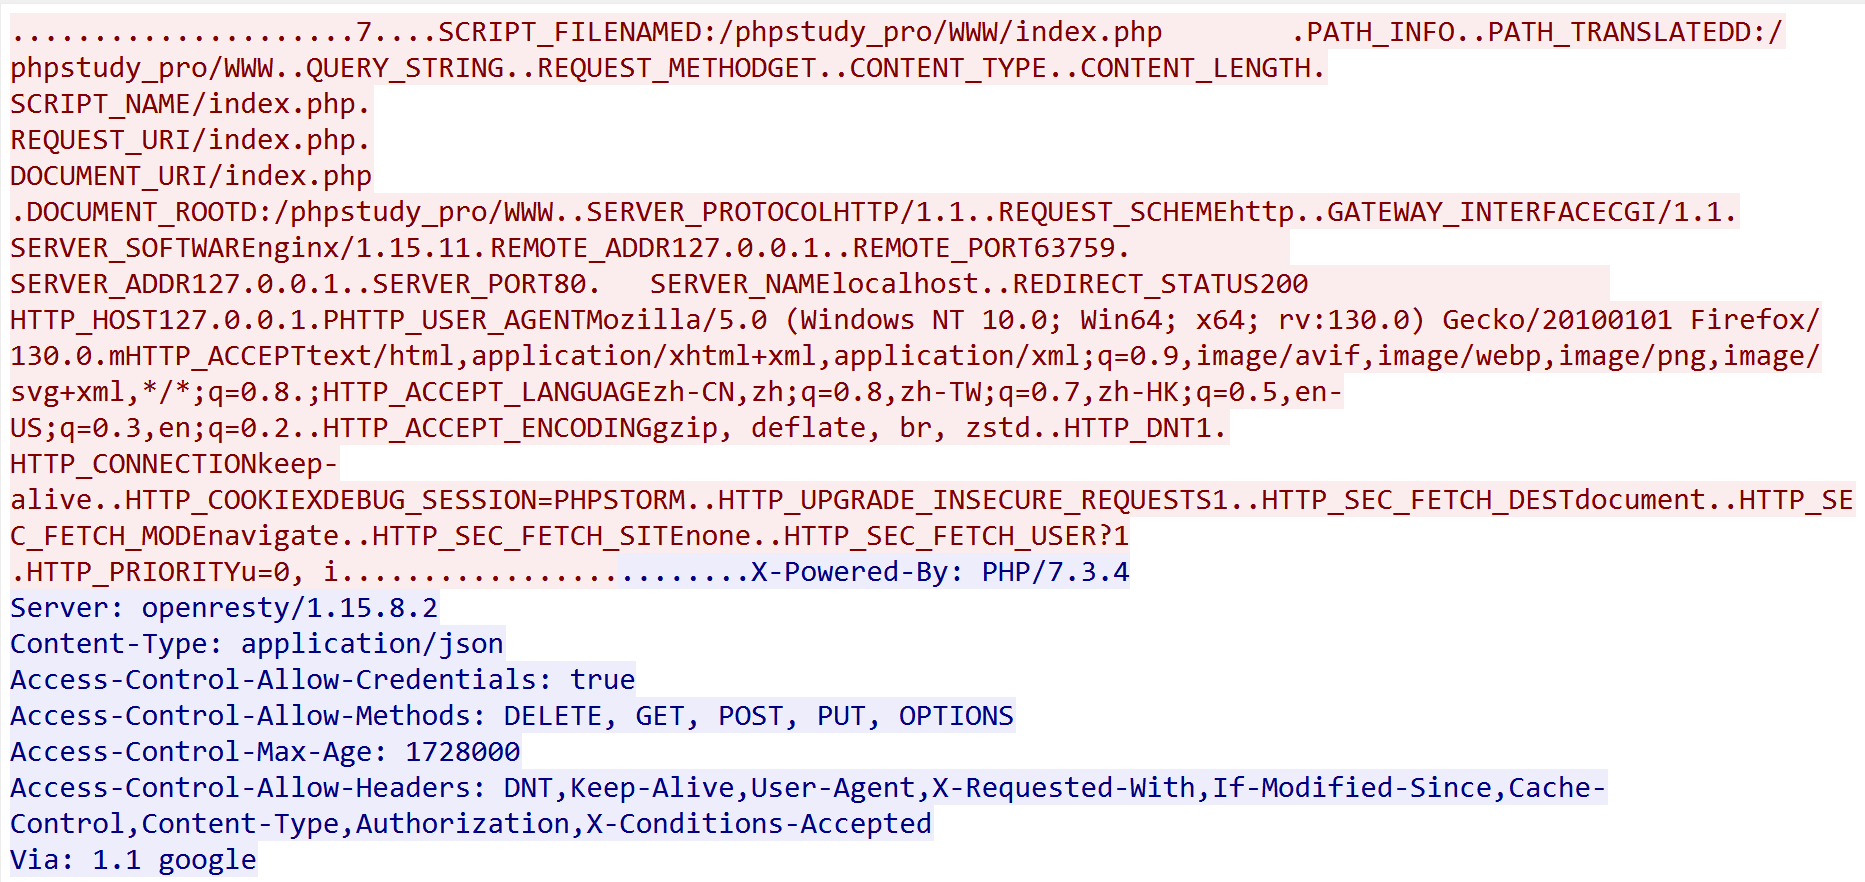 .....................7....SCRIPT_FILENAMED:/phpstudy_pro/WWW/index.php        .PATH_INFO..PATH_TRANSLATEDD:/
phpstudy_pro/WWW..QUERY_STRING..REQUEST_METHODGET..CONTENT_TYPE..CONTENT_LENGTH.
SCRIPT_NAME/index.php.
REQUEST_URI/index.php.
DOCUMENT_URI/index.php
.DOCUMENT_ROOTD:/phpstudy_pro/WWW..SERVER_PROTOCOLHTTP/1.1..REQUEST_SCHEMEhttp..GATEWAY_INTERFACECGI/1.1.
SERVER_SOFTWAREnginx/1.15.11.REMOTE_ADDR127.0.0.1..REMOTE_PORT63759.
SERVER_ADDR127.0.0.1..SERVER_PORT80.   SERVER_NAMElocalhost..REDIRECT_STATUS200
HTTP_HOST127.0.0.1.PHTTP_USER_AGENTMozilla/5.0 (Windows NT 10.0; Win64; x64; rv:130.0) Gecko/20100101 Firefox/
130.0.mHTTP_ACCEPTtext/html,application/xhtml+xml,application/xml;q=0.9,image/avif,image/webp,image/png,image/
svg+xml,*/*;q=0.8.;HTTP_ACCEPT_LANGUAGEzh-CN,zh;q=0.8,zh-TW;q=0.7,zh-HK;q=0.5,en-
US;q=0.3,en;q=0.2..HTTP_ACCEPT_ENCODINGgzip, deflate, br, zstd..HTTP_DNT1.
HTTP_CONNECTIONkeep-
alive..HTTP_COOKIEXDEBUG_SESSION=PHPSTORM..HTTP_UPGRADE_INSECURE_REQUESTS1..HTTP_SEC_FETCH_DESTdocument..HTTP_SE
C_FETCH_MODEnavigate..HTTP_SEC_FETCH_SITEnone..HTTP_SEC_FETCH_USER?1
.HTTP_PRIORITYu=0, i.........................X-Powered-By: PHP/7.3.4
Server: openresty/1.15.8.2
Content-Type: application/json
Access-Control-Allow-Credentials: true
Access-Control-Allow-Methods: DELETE, GET, POST, PUT, OPTIONS
Access-Control-Max-Age: 1728000
Access-Control-Allow-Headers: DNT,Keep-Alive,User-Agent,X-Requested-With,If-Modified-Since,Cache-
Control,Content-Type,Authorization,X-Conditions-Accepted
Via: 1.1 google